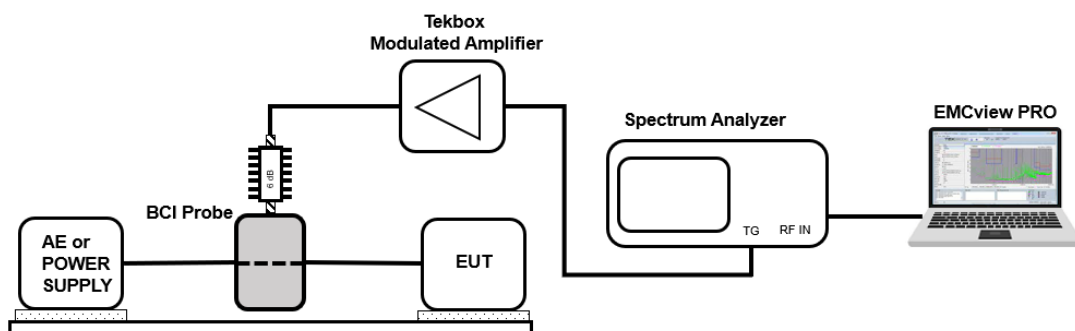 Tekbox
Modulated Amplifier
Spectrum Analyzer
EMCview PRO
6 dB
BCI Probe
AE or
POWER
SUPPLY
EUT
TG
RF IN